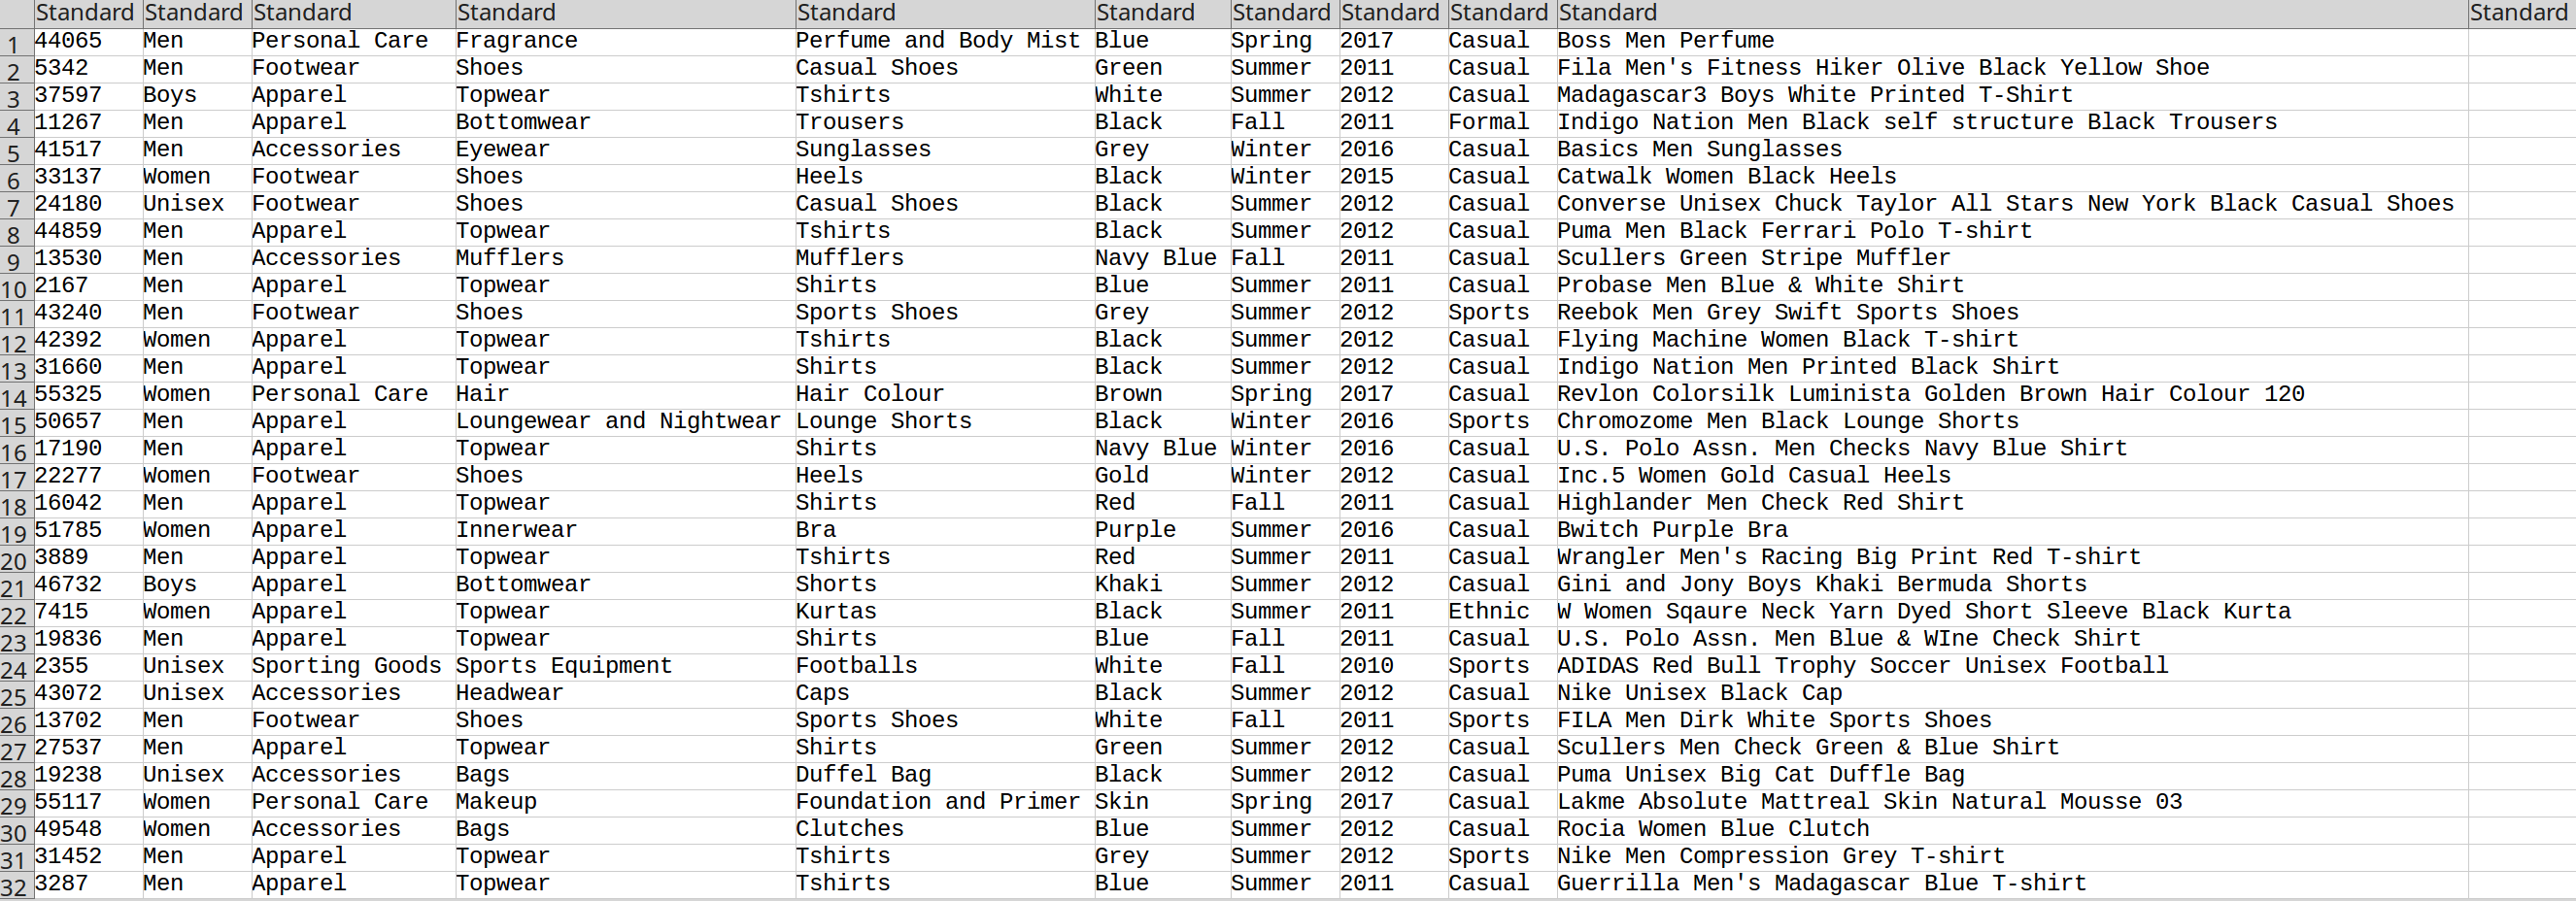 Standard Standard Standard Standard Standard Standard Standard Standard Standard Standard Standard
1 44065 Men Personal Care Fragrance Perfume and Body Mist Blue Spring 2017 Casual Boss Men Perfume
2 5342 Men Footwear Shoes Casual Shoes Green Summer 2011 Casual Fila Men's Fitness Hiker Olive Black Yellow Shoe
3 37597 Boys Apparel Topwear Tshirts White Summer 2012 Casual Madagascar3 Boys White Printed T-Shirt
4 11267 Men Apparel Bottomwear Trousers Black Fall 2011 Formal Indigo Nation Men Black self structure Black Trousers
5 41517 Men Accessories Eyewear Sunglasses Grey Winter 2016 Casual Basics Men Sunglasses
6 33137 Women Footwear Shoes Heels Black Winter 2015 Casual Catwalk Women Black Heels
7 24180 Unisex Footwear Shoes Casual Shoes Black Summer 2012 Casual Converse Unisex Chuck Taylor All Stars New York Black Casual Shoes
8 44859 Men Apparel Topwear Tshirts Black Summer 2012 Casual Puma Men Black Ferrari Polo T-shirt
9 13530 Men Accessories Mufflers Mufflers Navy Blue Fall 2011 Casual Scullers Green Stripe Muffler
10 2167 Men Apparel Topwear Shirts Blue Summer 2011 Casual Probase Men Blue & White Shirt
11 43240 Men Footwear Shoes Sports Shoes Grey Summer 2012 Sports Reebok Men Grey Swift Sports Shoes
12 42392 Women Apparel Topwear Tshirts Black Summer 2012 Casual Flying Machine Women Black T-shirt
13 31660 Men Apparel Topwear Shirts Black Summer 2012 Casual Indigo Nation Men Printed Black Shirt
14 55325 Women Personal Care Hair Hair Colour Brown Spring 2017 Casual Revlon Colorsilk Luminista Golden Brown Hair Colour 120
15 50657 Men Apparel Loungewear and Nightwear Lounge Shorts Black Winter 2016 Sports Chromozome Men Black Lounge Shorts
16 17190 Men Apparel Topwear Shirts Navy Blue Winter 2016 Casual U.S. Polo Assn. Men Checks Navy Blue Shirt
17 22277 Women Footwear Shoes Heels Gold Winter 2012 Casual Inc.5 Women Gold Casual Heels
18 16042 Men Apparel Topwear Shirts Red Fall 2011 Casual Highlander Men Check Red Shirt
19 51785 Women Apparel Innerwear Bra Purple Summer 2016 Casual Bwitch Purple Bra
20 3889 Men Apparel Topwear Tshirts Red Summer 2011 Casual Wrangler Men's Racing Big Print Red T-shirt
21 46732 Boys Apparel Bottomwear Shorts Khaki Summer 2012 Casual Gini and Jony Boys Khaki Bermuda Shorts
22 7415 Women Apparel Topwear Kurtas Black Summer 2011 Ethnic W Women Sqaure Neck Yarn Dyed Short Sleeve Black Kurta
23 19836 Men Apparel Topwear Shirts Blue Fall 2011 Casual U.S. Polo Assn. Men Blue & WIne Check Shirt
24 2355 Unisex Sporting Goods Sports Equipment Footballs White Fall 2010 Sports ADIDAS Red Bull Trophy Soccer Unisex Football
25 43072 Unisex Accessories Headwear Caps Black Summer 2012 Casual Nike Unisex Black Cap
26 13702 Men Footwear Shoes Sports Shoes White Fall 2011 Sports FILA Men Dirk White Sports Shoes
27 27537 Men Apparel Topwear Shirts Green Summer 2012 Casual Scullers Men Check Green & Blue Shirt
28 19238 Unisex Accessories Bags Duffel Bag Black Summer 2012 Casual Puma Unisex Big Cat Duffle Bag
29 55117 Women Personal Care Makeup Foundation and Primer Skin Spring 2017 Casual Lakme Absolute Mattreal Skin Natural Mousse 03
30 49548 Women Accessories Bags Clutches Blue Summer 2012 Casual Rocia Women Blue Clutch
31 31452 Men Apparel Topwear Tshirts Grey Summer 2012 Sports Nike Men Compression Grey T-shirt
32 3287 Men Apparel Topwear Tshirts Blue Summer 2011 Casual Guerrilla Men's Madagascar Blue T-shirt